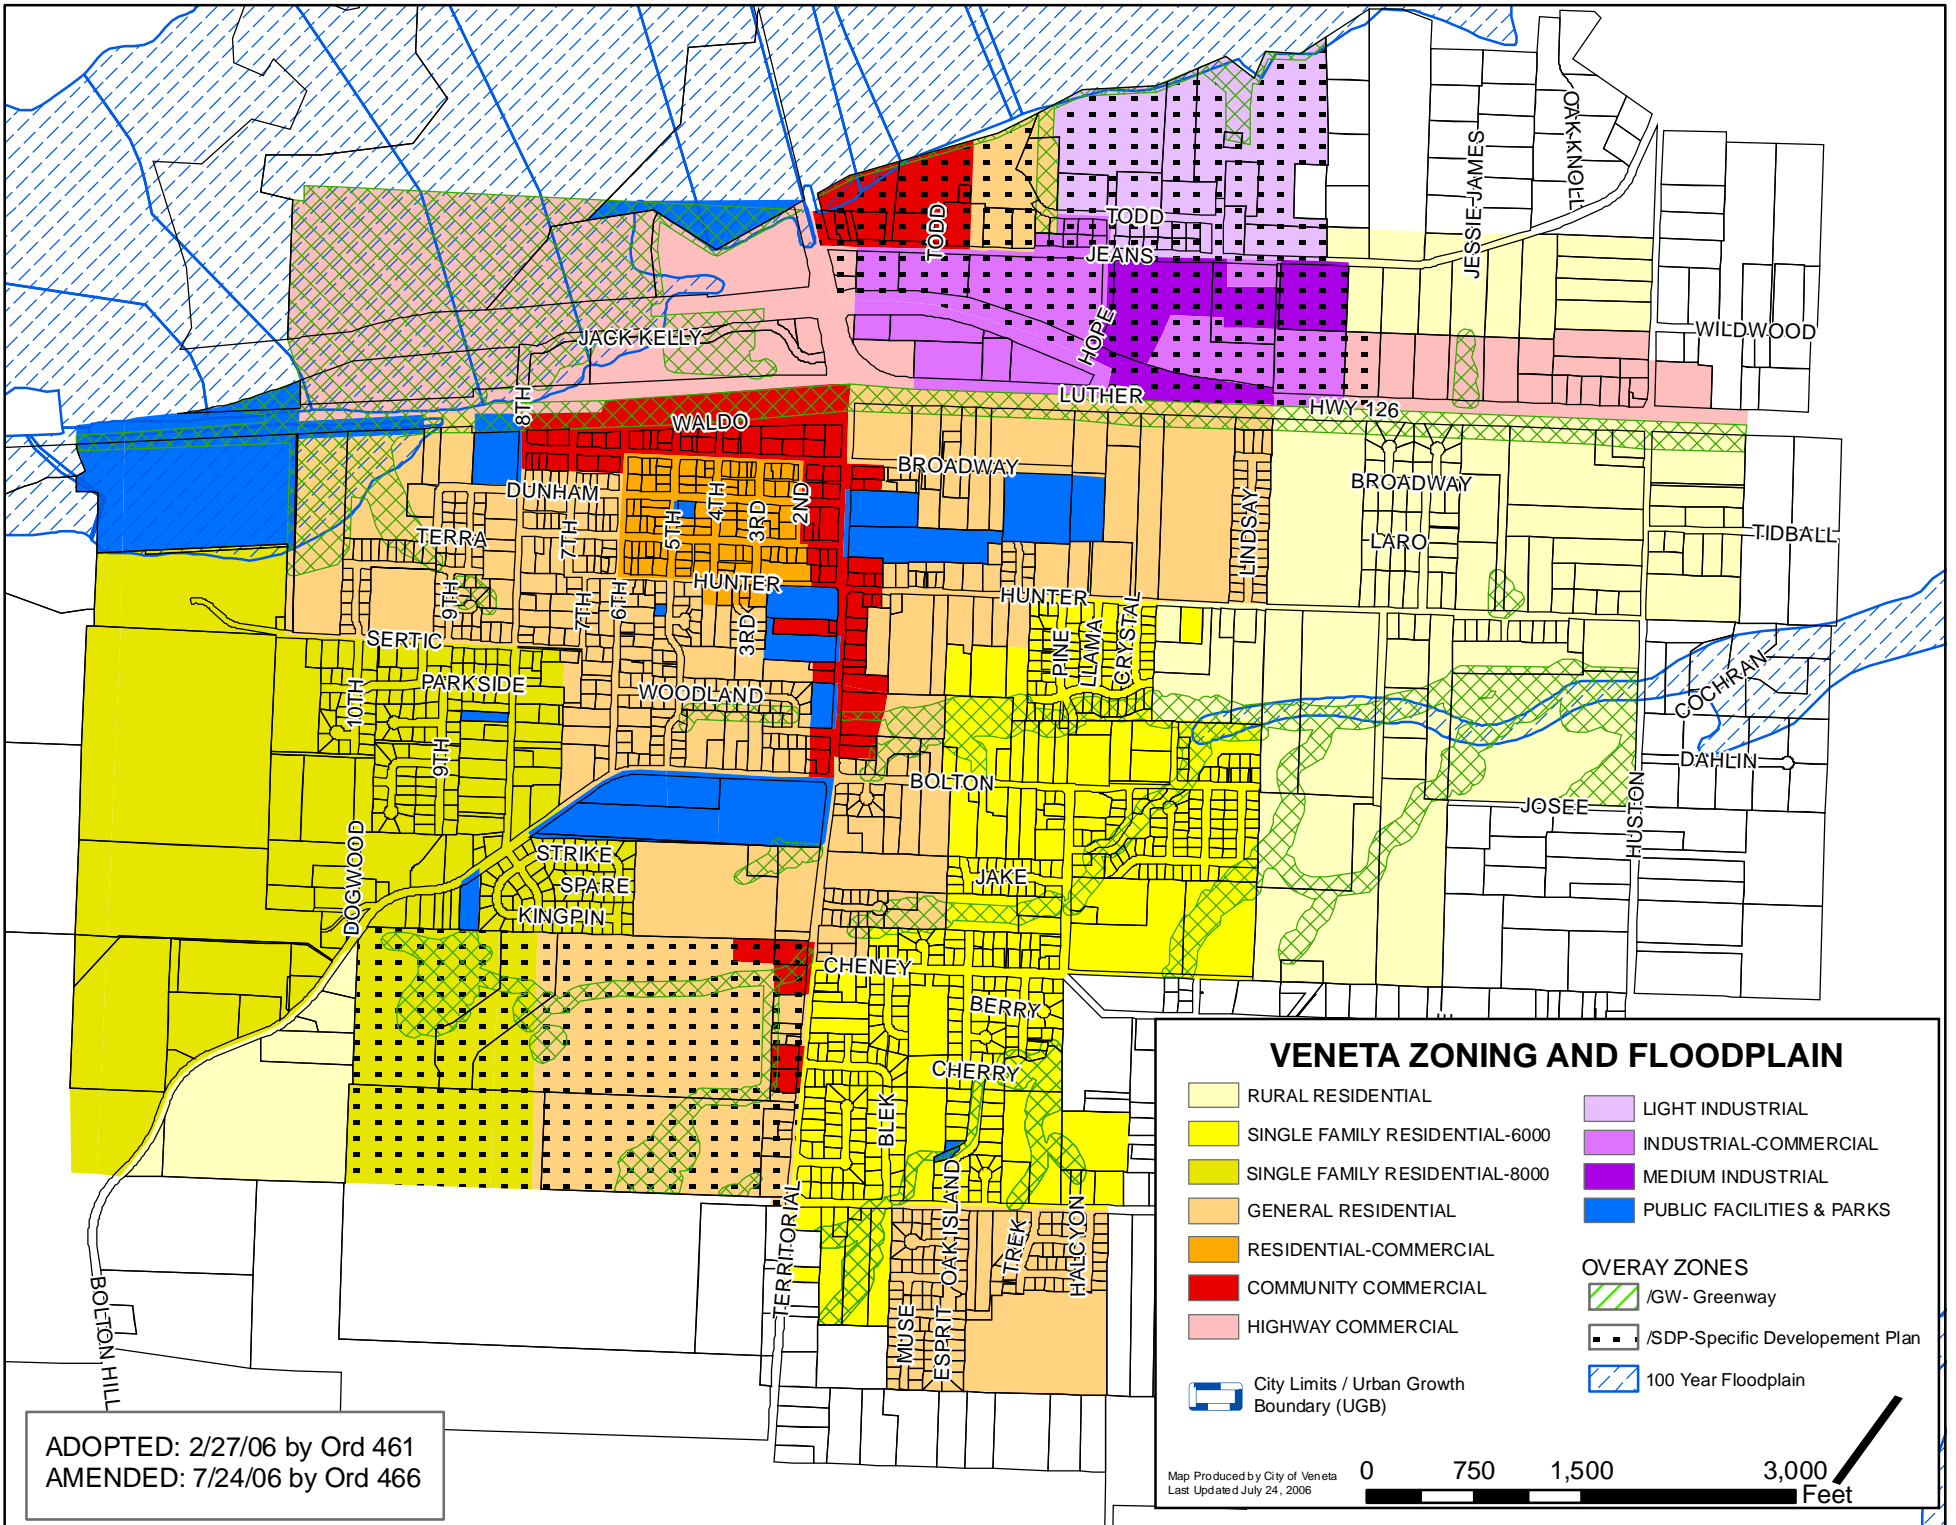 OAK KNOLL
JESSIE JAMES
TODD
TODD
JEANS
WILDWOOD
JACK KELLY
HOPE
LUTHER
HWY 126
8TH
WALDO
BROADWAY
BROADWAY
DUNHAM
4TH
2ND
5TH
3RD
LINDSAY
TERRA
7TH
LARO
TIDBALL
HUNTER
HUNTER
9TH
7TH
6TH
3RD
SERTIC
PINE
LLAMA
CRYSTAL
PARKSIDE
10TH
WOODLAND
COCHRAN
9TH
BOLTON
DAHLIN
JOSEE
HUSTON
DOGWOOD
STRIKE
SPARE
KINGPIN
JAKE
CHENEY
BERRY
CHERRY
BLEK
OAK ISLAND
TERRITORIAL
TREK
HALCYON
MUSE
ESPRIT
BOLTON HILL
VENETA ZONING AND FLOODPLAIN
RURAL RESIDENTIAL
SINGLE FAMILY RESIDENTIAL-6000
SINGLE FAMILY RESIDENTIAL-8000
GENERAL RESIDENTIAL
RESIDENTIAL-COMMERCIAL
COMMUNITY COMMERCIAL
HIGHWAY COMMERCIAL
City Limits / Urban Growth
Boundary (UGB)
LIGHT INDUSTRIAL
INDUSTRIAL-COMMERCIAL
MEDIUM INDUSTRIAL
PUBLIC FACILITIES & PARKS
OVERAY ZONES
/GW- Greenway
/SDP-Specific Developement Plan
100 Year Floodplain
Map Produced by City of Veneta
Last Updated July 24, 2006
0 750 1,500 3,000
Feet
ADOPTED: 2/27/06 by Ord 461
AMENDED: 7/24/06 by Ord 466